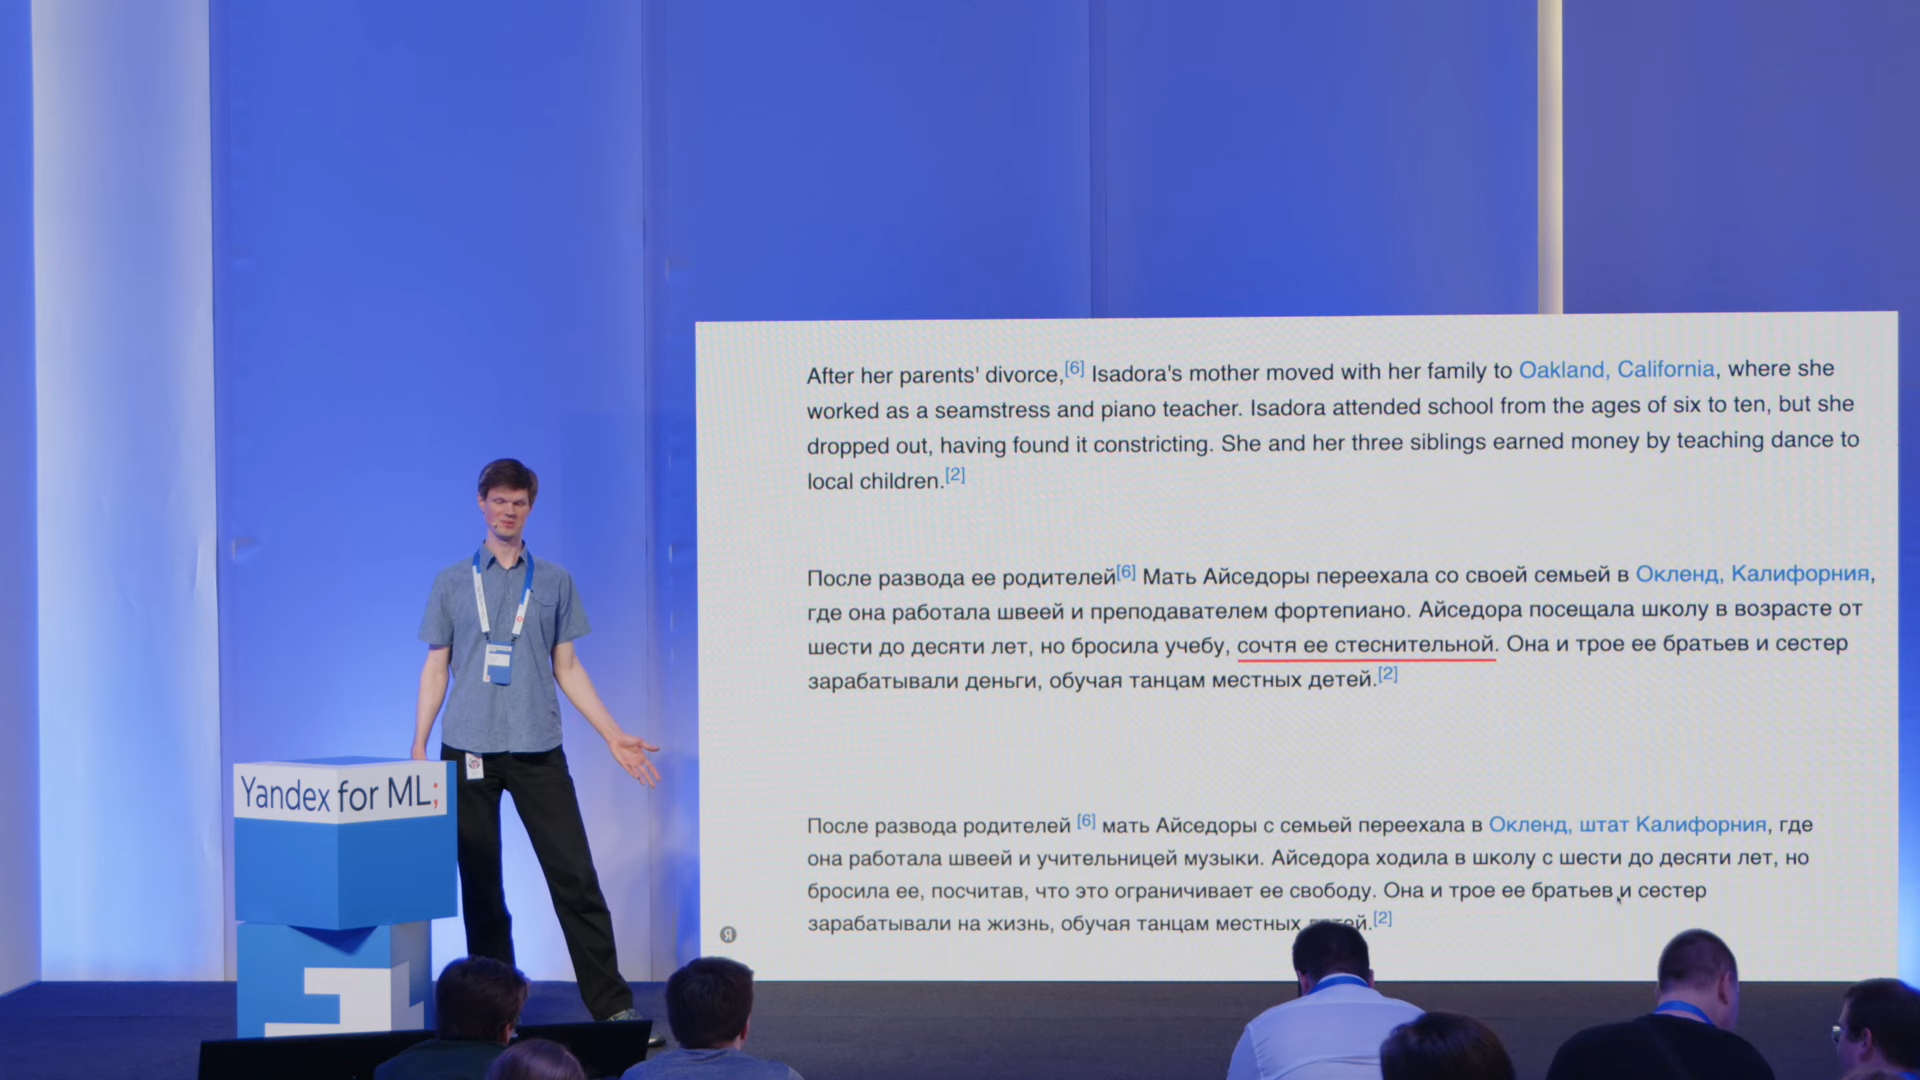 After her parents' divorce,[6] Isadora's mother moved with her family to Oakland, California, where she
worked as a seamstress and piano teacher. Isadora attended school from the ages of six to ten, but she
dropped out, having found it constricting. She and her three siblings earned money by teaching dance to
local children.[2]
После развода ее родителей[6] Мать Айседоры переехала со своей семьей в Окленд, Калифорния,
где она работала швеей и преподавателем фортепиано. Айседора посещала школу в возрасте от
шести до десяти лет, но бросила учебу, сочтя ее стеснительной. Она и трое ее братьев и сестер
зарабатывали деньги, обучая танцам местных детей.[2]
После развода родителей [6] мать Айседоры с семьей переехала в Окленд, штат Калифорния, где
она работала швеей и учительницей музыки. Айседора ходила в школу с шести до десяти лет, но
бросила ее, посчитав, что это ограничивает ее свободу. Она и трое ее братьев и сестер
зарабатывали на жизнь, обучая танцам местных [2]
Я
Yandex for ML;